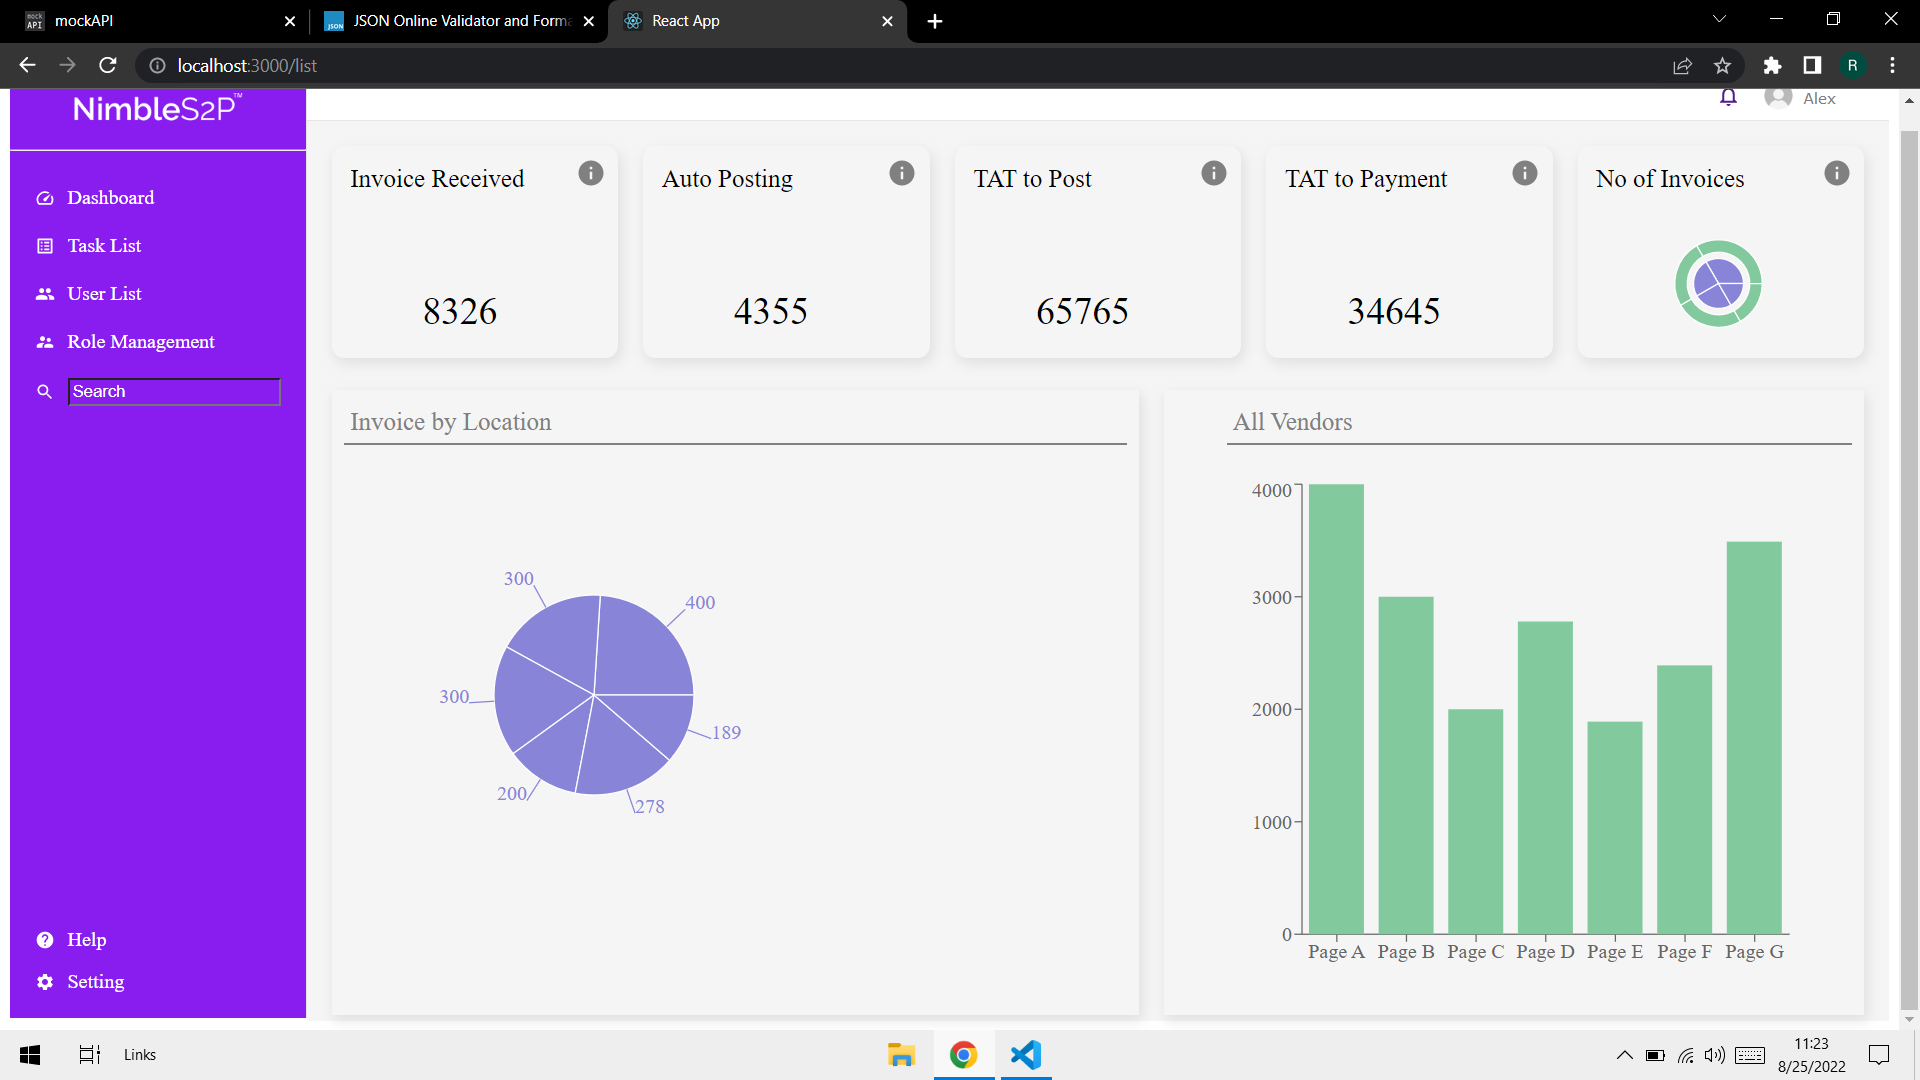 mockAPI
JSON Online Validator and Forma
React App
localhost:3000/list
R
NimbleS2P™
Alex
Dashboard
Task List
User List
Role Management
Search
Help
Setting
Invoice Received
8326
Auto Posting
4355
TAT to Post
65765
TAT to Payment
34645
No of Invoices
Invoice by Location
300
400
300
189
200
278
All Vendors
4000
3000
2000
1000
0
Page A Page B Page C Page D Page E Page F Page G
Links
11:23
8/25/2022